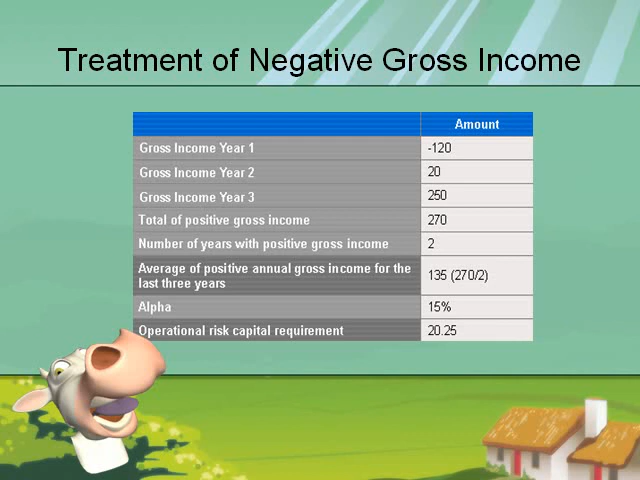 Treatment of Negative Gross Income
Amount
Gross Income Year 1 -120
Gross Income Year 2 20
Gross Income Year 3 250
Total of positive gross income 270
Number of years with positive gross income 2
Average of positive annual gross income for the
last three years 135 (270/2)
Alpha 15%
Operational risk capital requirement 20.25